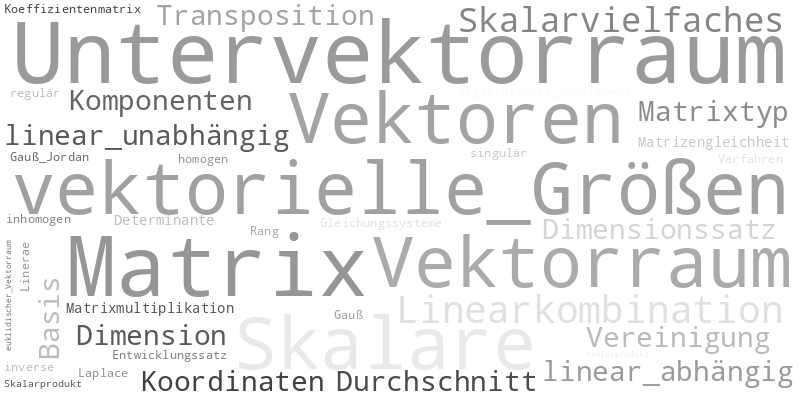 Koeffizientenmatrix
Transposition
Skalarvielfaches
Untervektorraum
regulär
Komponenten
algebraisches_Komplement
Vektoren
Matrixtyp
linear_unabhängig
Matrizengleichheit
Gauß_Jordan
homogen
singulär
Verfahren
vektorielle_Größen
inhomogen
Determinante
Rang
Gleichungssysteme
Dimensionssatz
euklidischer_Vektorraum
Linerae
Matrix
Vektorraum
Basis
Matrixmultiplikation
Linearkombination
Gauß
Skalare
Dimension
Vereinigung
Entwicklungssatz
Vektorprodukt
inverse
Laplace
linear_abhängig
Skalarprodukt
Koordinaten
Durchschnitt